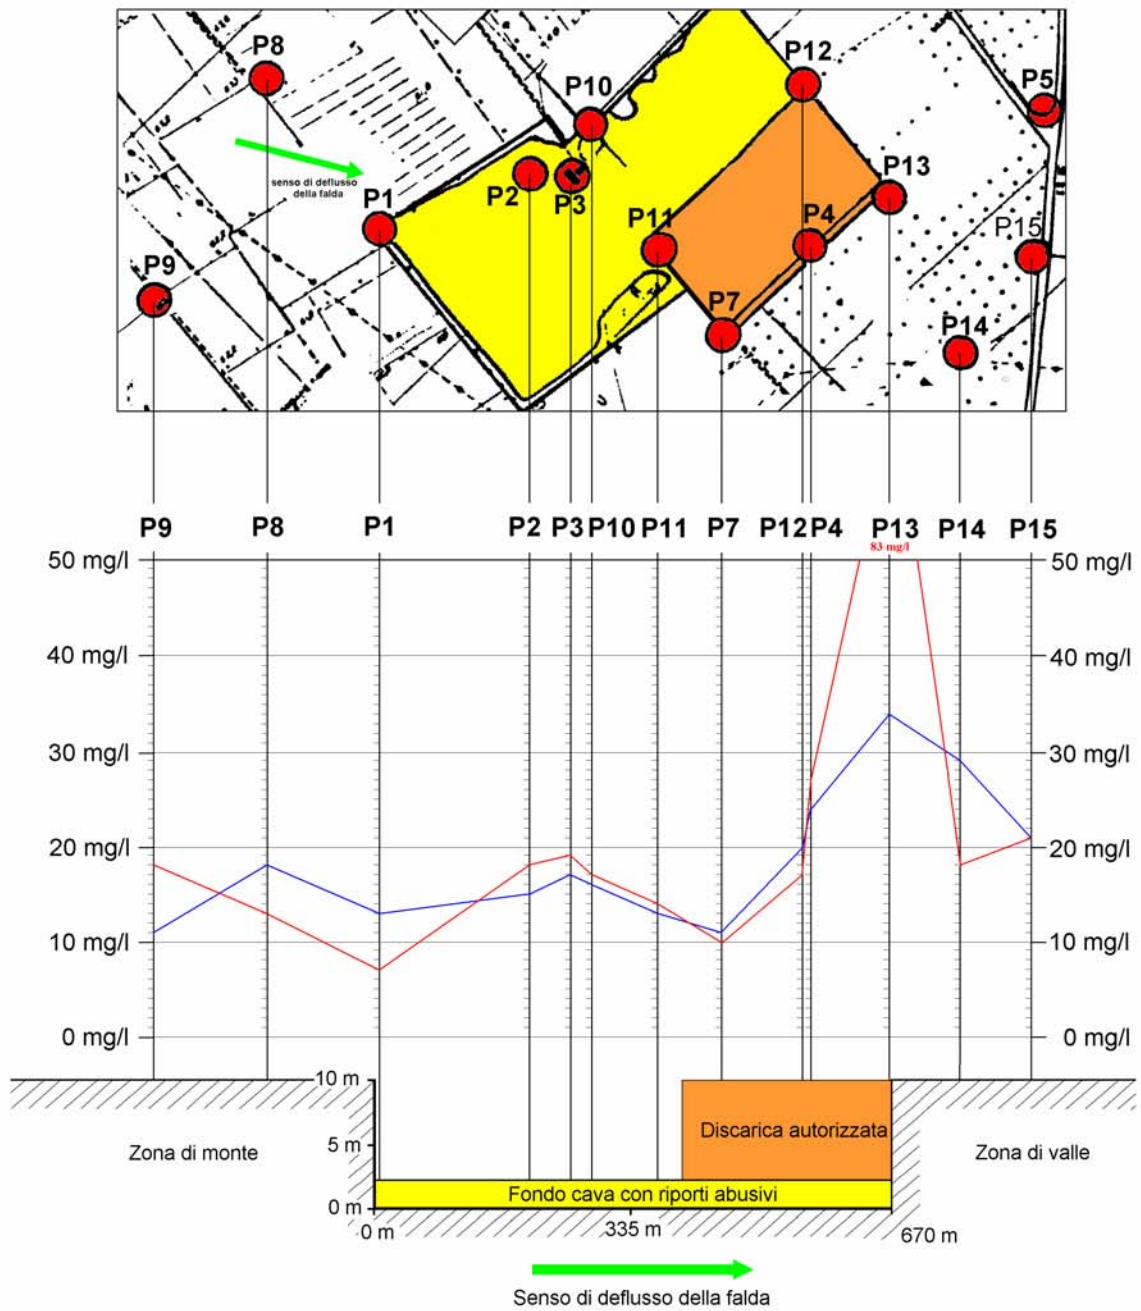 P8
P12
P5
P10
senso di deflusso
della falda
P2
P3
P13
P1
P11
P4
P15
P9
P7
P14
P9 P8 P1 P2 P3 P10 P11 P7 P12 P4 P13 P14 P15
83 mg/l
50 mg/l 50 mg/l
40 mg/l 40 mg/l
30 mg/l 30 mg/l
20 mg/l 20 mg/l
10 mg/l 10 mg/l
0 mg/l 0 mg/l
10 m
Discarica autorizzata
Zona di monte 5 m Zona di valle
Fondo cava con riporti abusivi
0 m
0 m 335 m 670 m
Senso di deflusso della falda